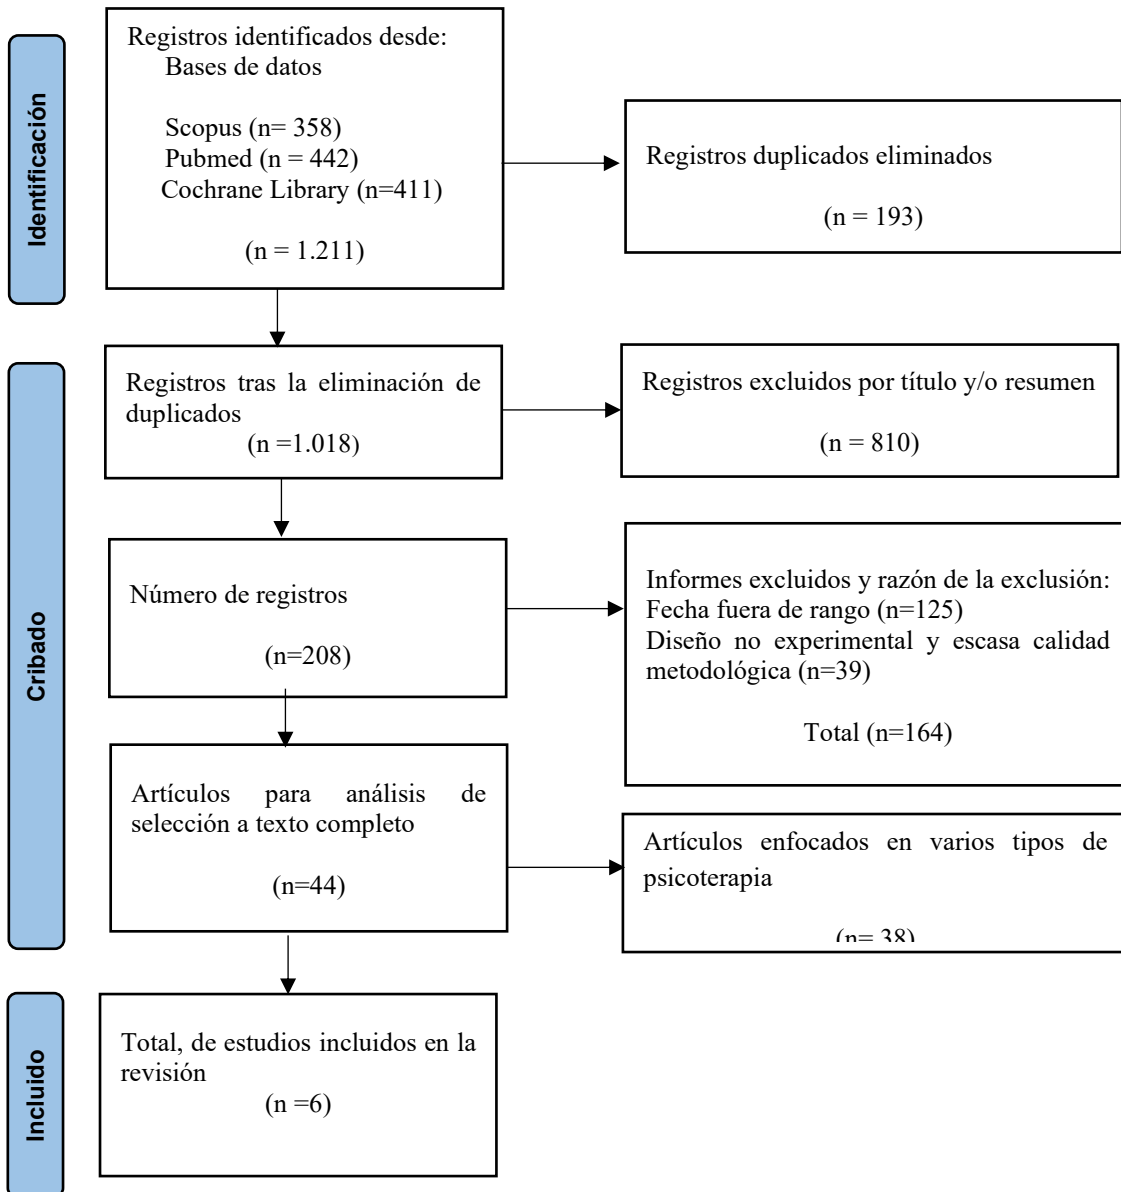 Identificación
Registros identificados desde:
Bases de datos
Scopus (n= 358)
Pubmed (n = 442)
Cochrane Library (n=411)
(n = 1.211)
Registros duplicados eliminados
(n = 193)
Cribado
Registros tras la eliminación de
duplicados
(n =1.018)
Registros excluidos por título y/o resumen
(n = 810)
Número de registros
(n=208)
Informes excluidos y razón de la exclusión:
Fecha fuera de rango (n=125)
Diseño no experimental y escasa calidad
metodológica (n=39)
Total (n=164)
Artículos para análisis de
selección a texto completo
(n=44)
Artículos enfocados en varios tipos de
psicoterapia
(n= 38)
Incluido
Total, de estudios incluidos en la
revisión
(n =6)